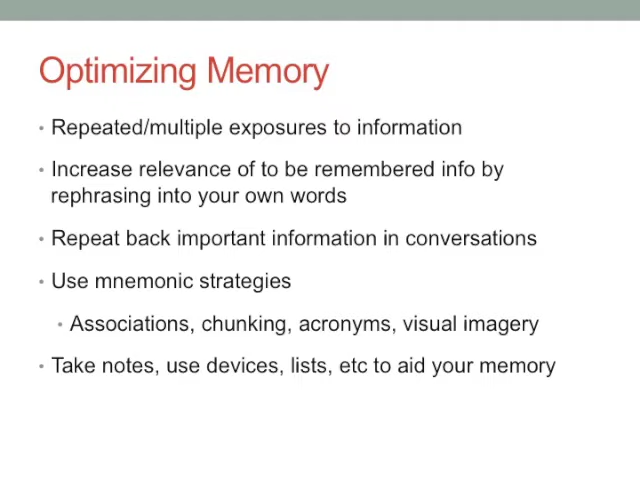 Optimizing Memory
• Repeated/multiple exposures to information
• Increase relevance of to be remembered info by
rephrasing into your own words
• Repeat back important information in conversations
• Use mnemonic strategies
• Associations, chunking, acronyms, visual imagery
• Take notes, use devices, lists, etc to aid your memory